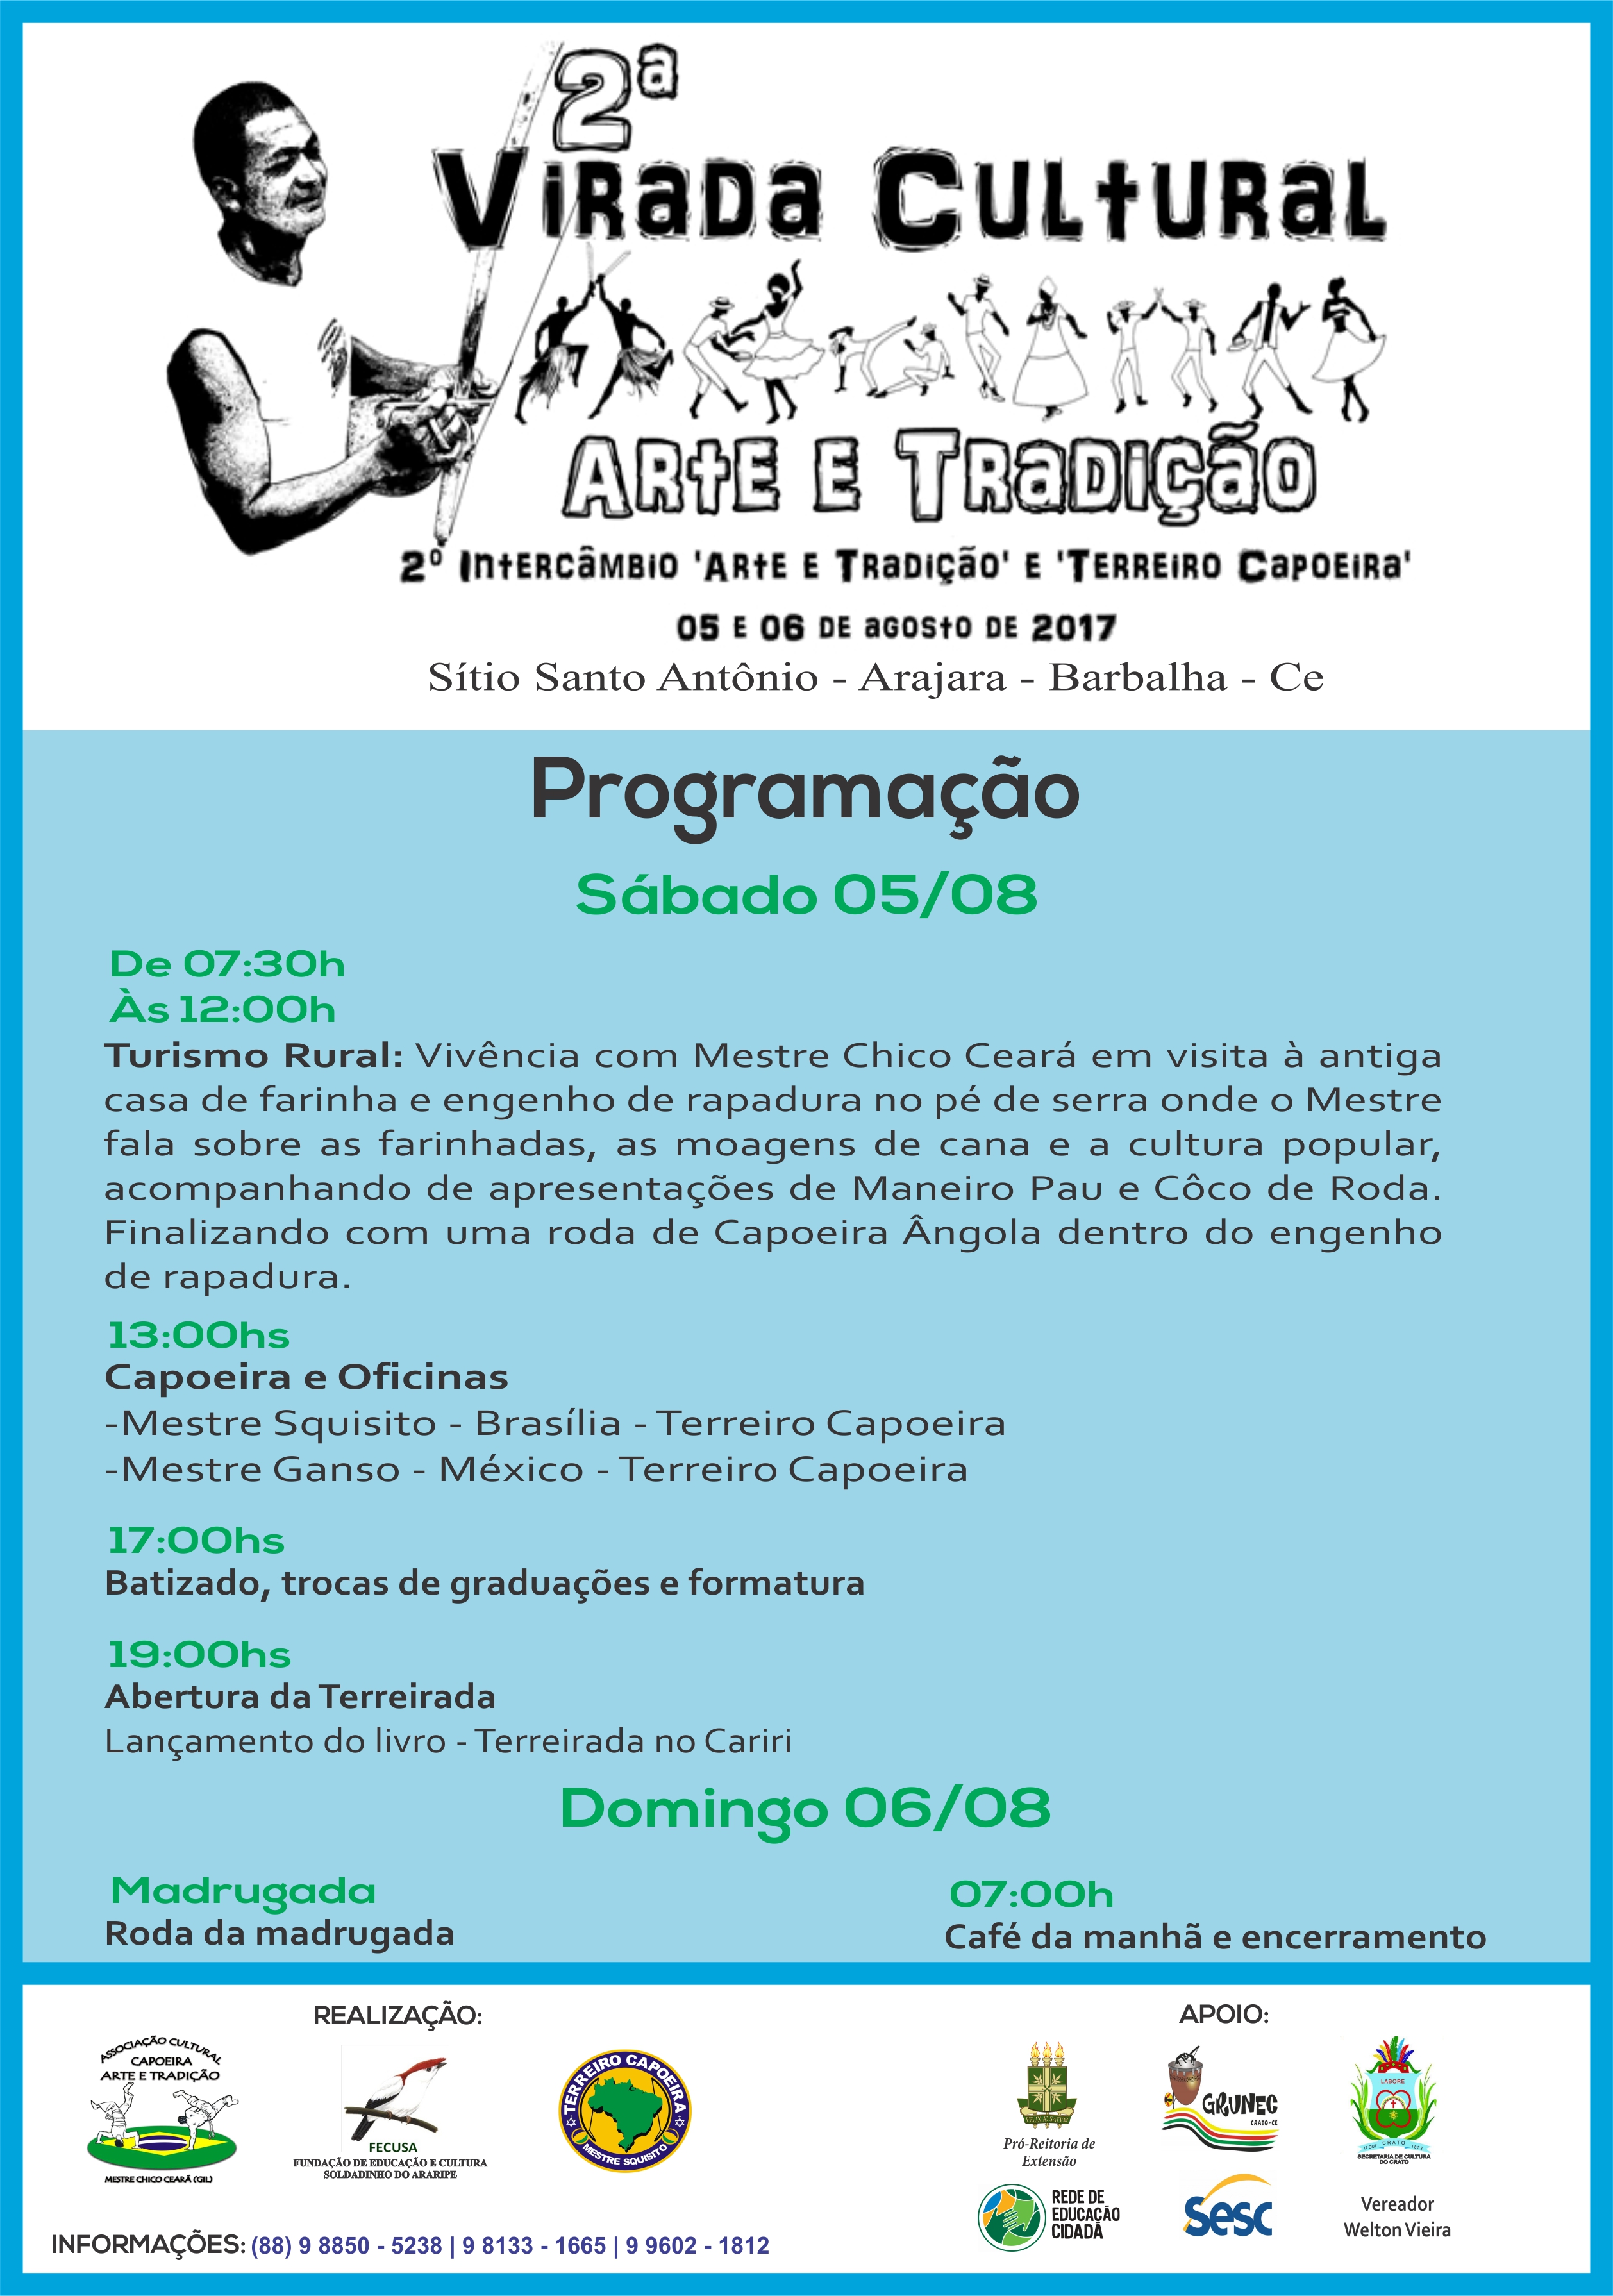 2ª
Virada Cultural
Arte e Tradição
2º Intercâmbio 'Arte e Tradição' e 'Terreiro Capoeira'
05 e 06 de agosto de 2017
Sítio Santo Antônio - Arajara - Barbalha - Ce
Programação
Sábado 05/08
De 07:30h
Às 12:00h
Turismo Rural: Vivência com Mestre Chico Ceará em visita à antiga
casa de farinha e engenho de rapadura no pé de serra onde o Mestre
fala sobre as farinhadas, as moagens de cana e a cultura popular,
acompanhando de apresentações de Maneiro Pau e Côco de Roda.
Finalizando com uma roda de Capoeira Ângola dentro do engenho
de rapadura.
13:00hs
Capoeira e Oficinas
-Mestre Squisito - Brasília - Terreiro Capoeira
-Mestre Ganso - México - Terreiro Capoeira
17:00hs
Batizado, trocas de graduações e formatura
19:00hs
Abertura da Terreirada
Lançamento do livro - Terreirada no Cariri
Domingo 06/08
Madrugada
Roda da madrugada
07:00h
Café da manhã e encerramento
REALIZAÇÃO:
ASSOCIAÇÃO CULTURAL
CAPOEIRA
ARTE E TRADIÇÃO
MESTRE CHICO CEARÁ (GIL)
FECUSA
FUNDAÇÃO DE EDUCAÇÃO E CULTURA
SOLDADINHO DO ARARIPE
TERREIRO CAPOEIRA
MESTRE SQUISITO
APOIO:
Pró-Reitoria de
Extensão
GRUNEC
CRATO-CE
LABORE
CRATO
SECRETARIA DE CULTURA
DO CRATO
REDE DE
EDUCAÇÃO
CIDADÃ
Sesc
Vereador
Welton Vieira
INFORMAÇÕES: (88) 9 8850 - 5238 | 9 8133 - 1665 | 9 9602 - 1812